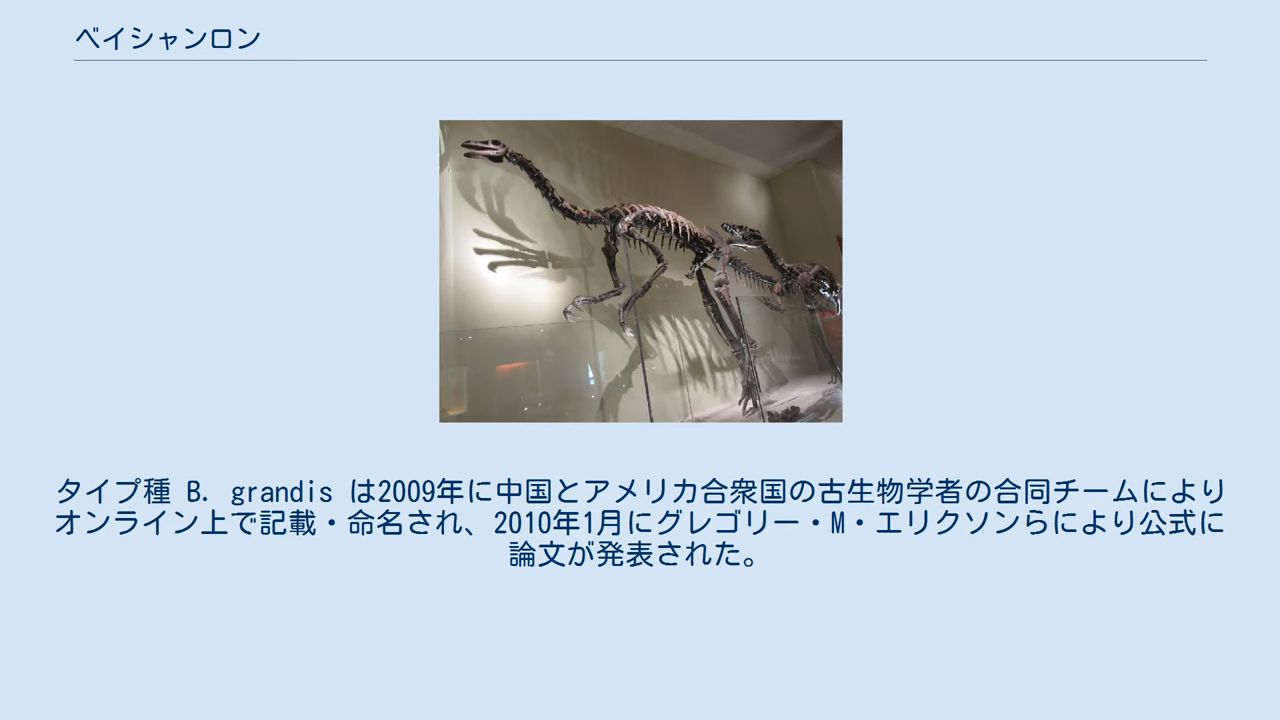 ベイシャンロン
タイプ種 B. grandis は2009年に中国とアメリカ合衆国の古生物学者の合同チームにより
オンライン上で記載・命名され、2010年1月にグレゴリー・M・エリクソンらにより公式に
論文が発表された。